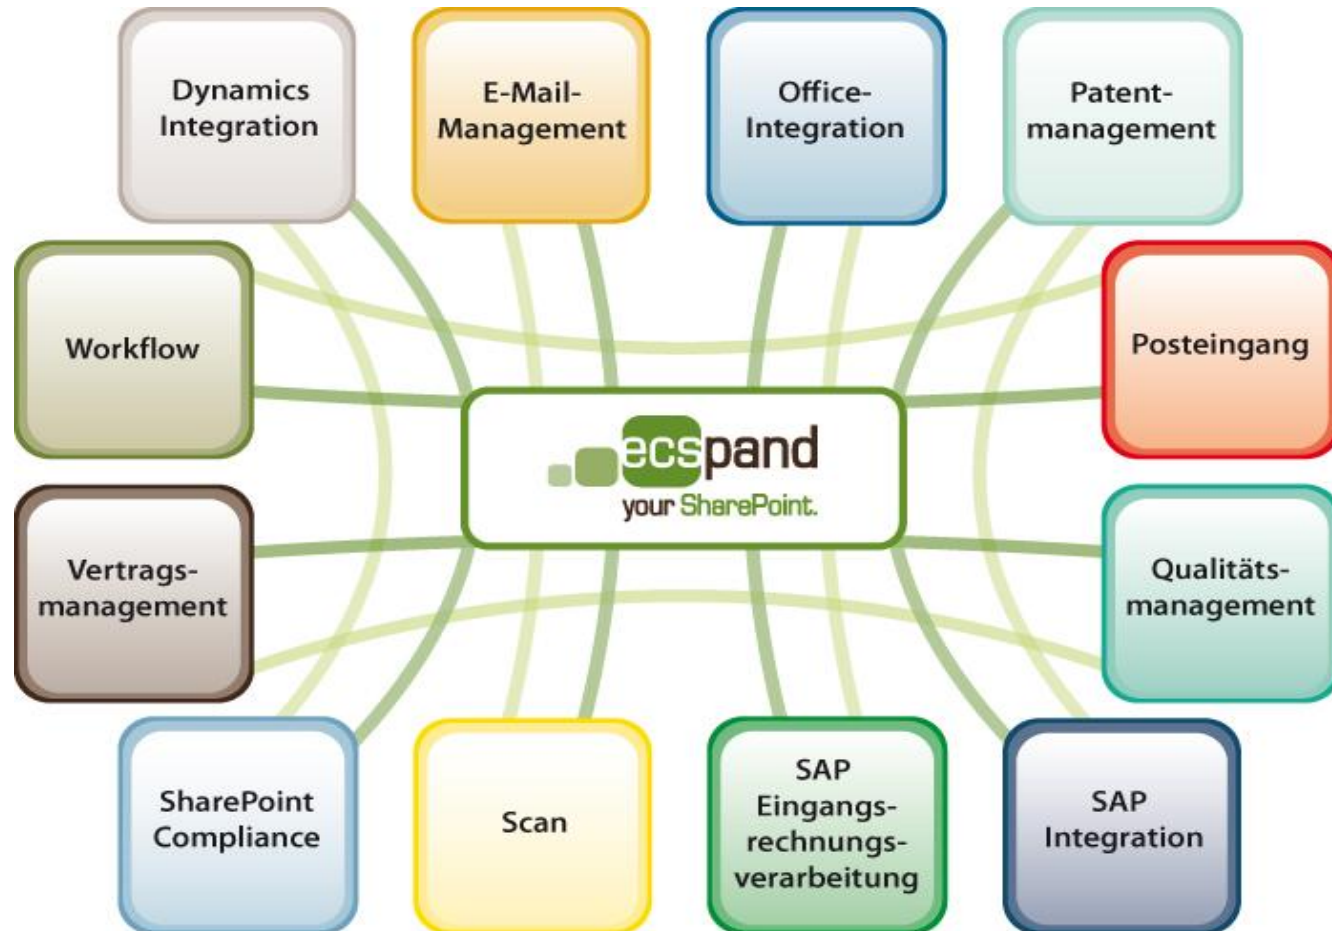 Dynamics
Integration
E-Mail-
Management
Office-
Integration
Patent-
management
Workflow
Posteingang
ecspand
your SharePoint.
Vertrags-
management
Qualitäts-
management
SharePoint
Compliance
Scan
SAP
Eingangs-
rechnungs-
verarbeitung
SAP
Integration